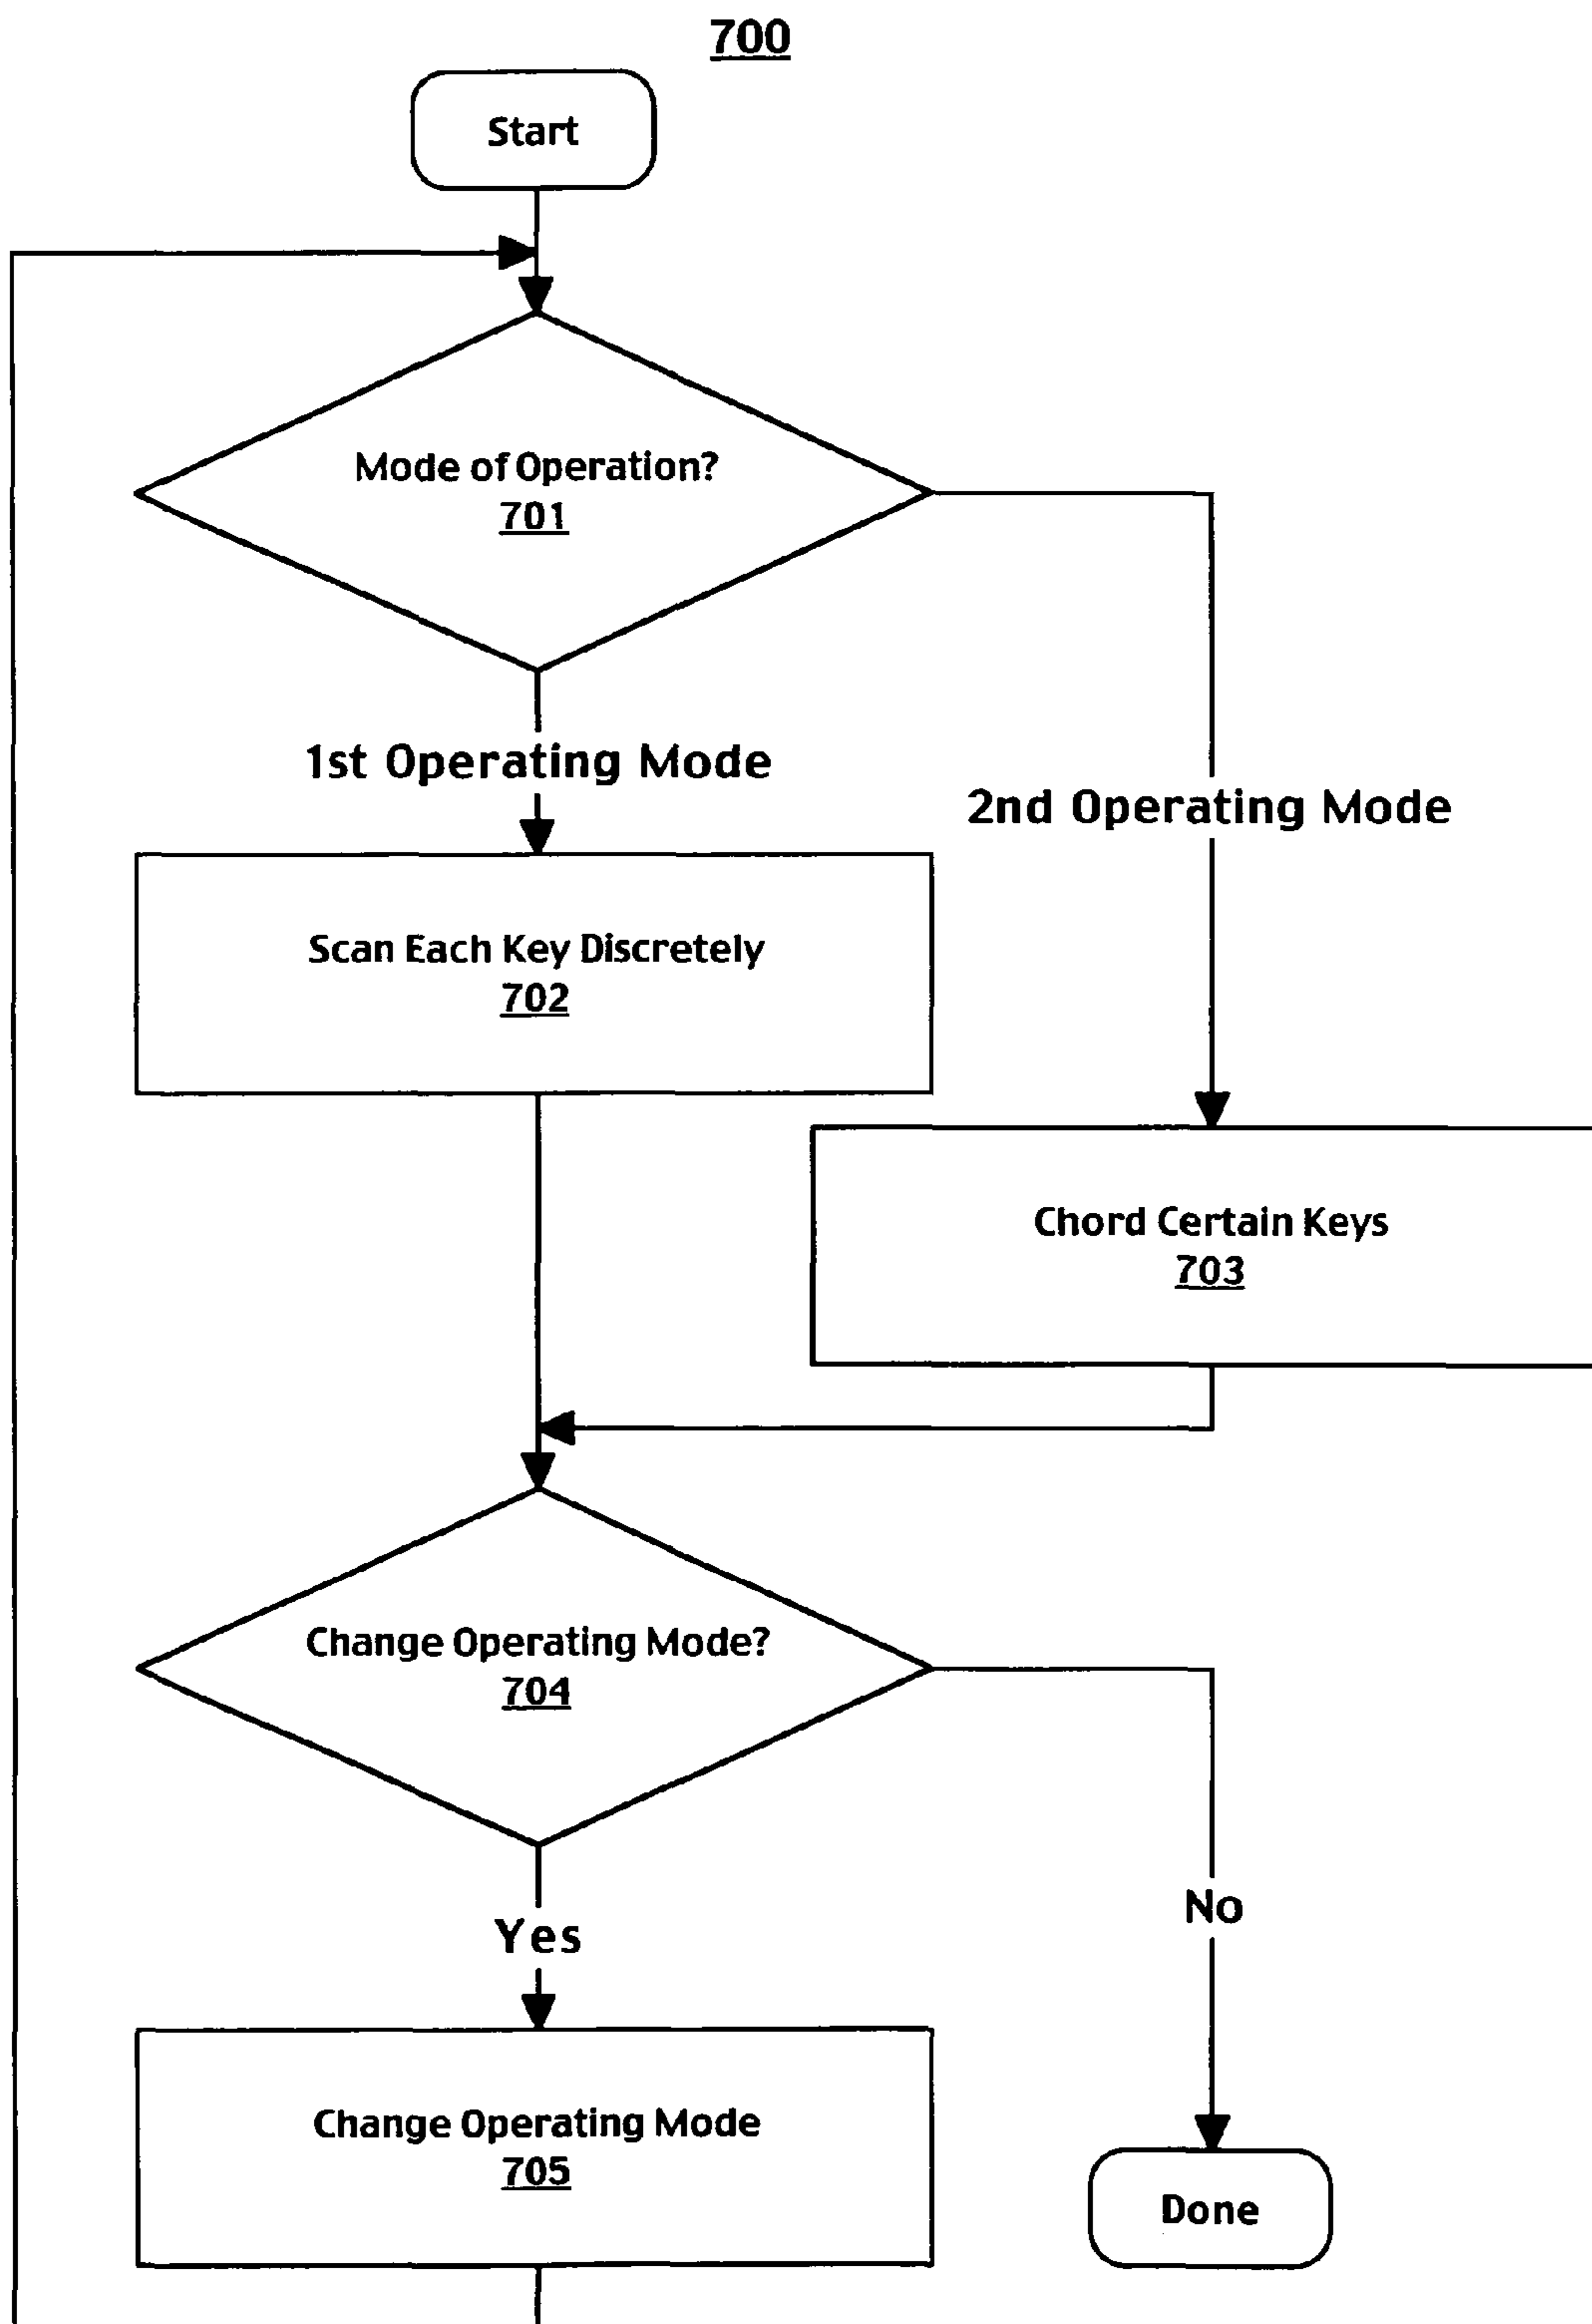 700
Start
Mode of Operation?
701
1st Operating Mode
2nd Operating Mode
Scan Each Key Discretely
702
Chord Certain Keys
703
Change Operating Mode?
704
No
Yes
Change Operating Mode
705
Done